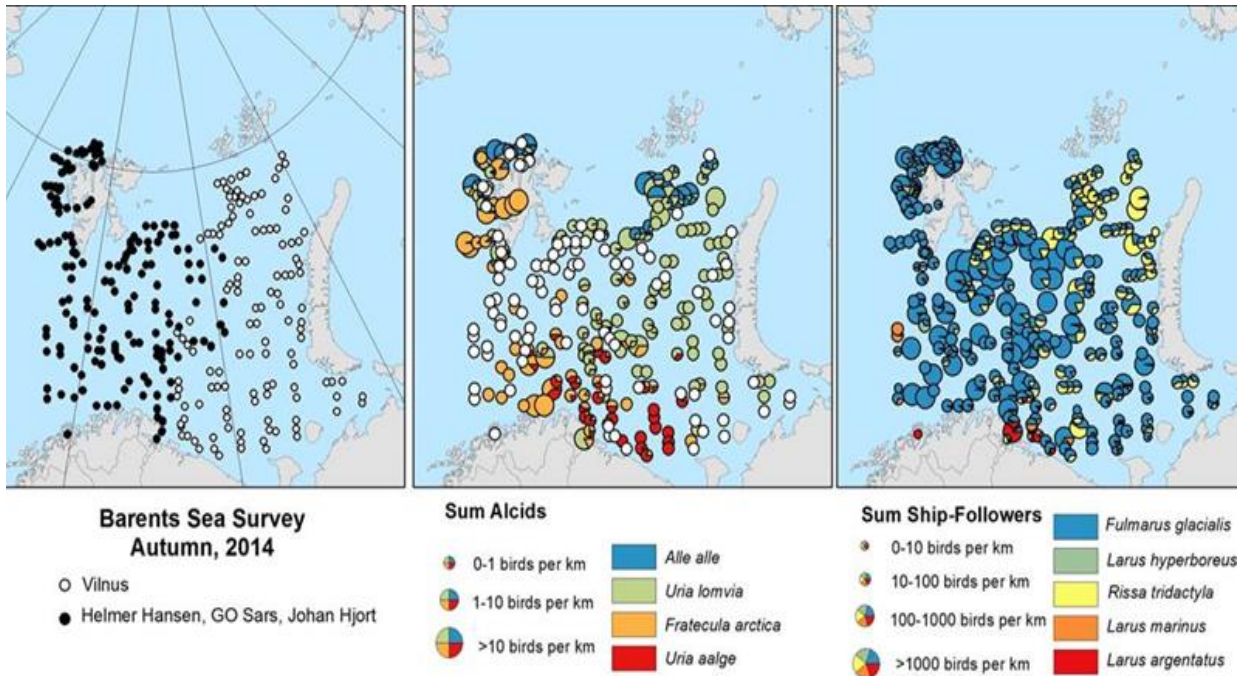 Barents Sea Survey
Autumn, 2014
Vilnus
Helmer Hansen, GO Sars, Johan Hjort
Sum Alcids
0-1 birds per km
1-10 birds per km
>10 birds per km
Alle alle
Uria lomvia
Fratecula arctica
Uria aalge
Sum Ship-Followers
0-10 birds per km
10-100 birds per km
100-1000 birds per km
>1000 birds per km
Fulmarus glacialis
Larus hyperboreus
Rissa tridactyla
Larus marinus
Larus argentatus